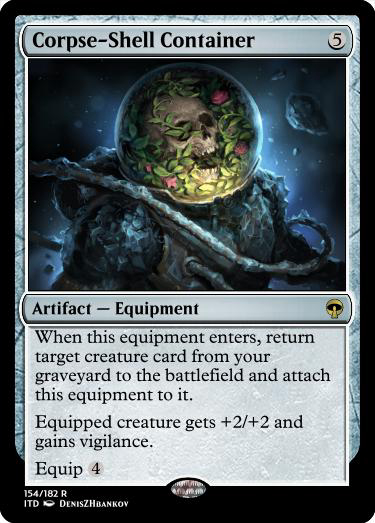 Corpse-Shell Container 5
Artifact — Equipment
When this equipment enters, return
target creature card from your
graveyard to the battlefield and attach
this equipment to it.
Equipped creature gets +2/+2 and
gains vigilance.
Equip 4
154/182 R
ITD DenisZHbankov